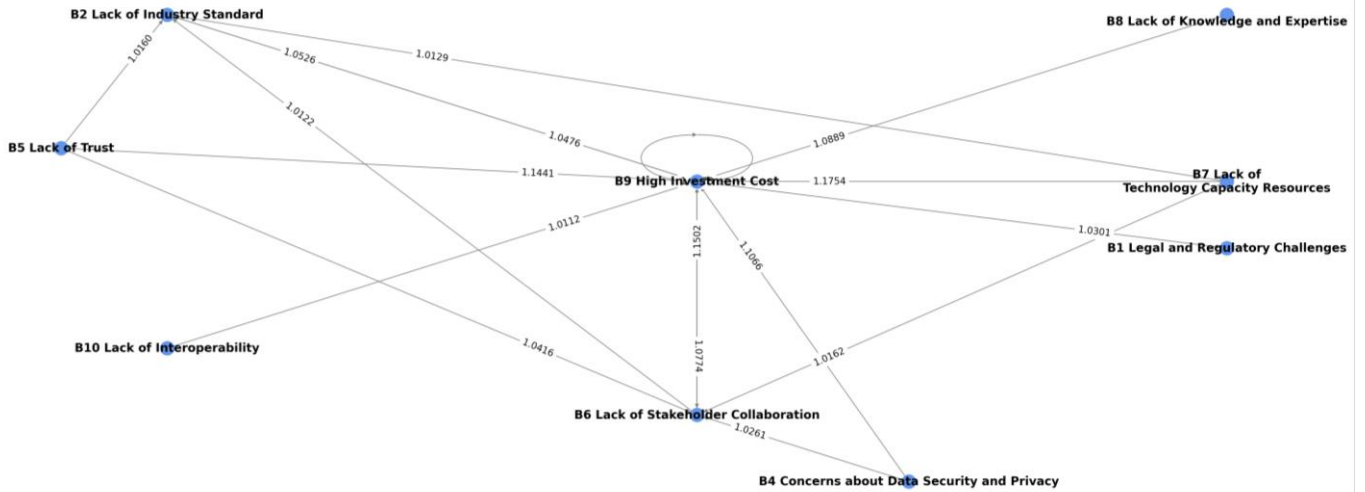 B2 Lack of Industry Standard
B8 Lack of Knowledge and Expertise
1.0160
1.0526
1.0129
1.0122
1.0476
1.0889
B5 Lack of Trust
1.1441
B9 High Investment Cost
1.1754
B7 Lack of
Technology Capacity Resources
1.0112
1.1502
1.1066
1.0301
B1 Legal and Regulatory Challenges
B10 Lack of Interoperability
1.0416
1.0774
1.0162
B6 Lack of Stakeholder Collaboration
1.0261
B4 Concerns about Data Security and Privacy